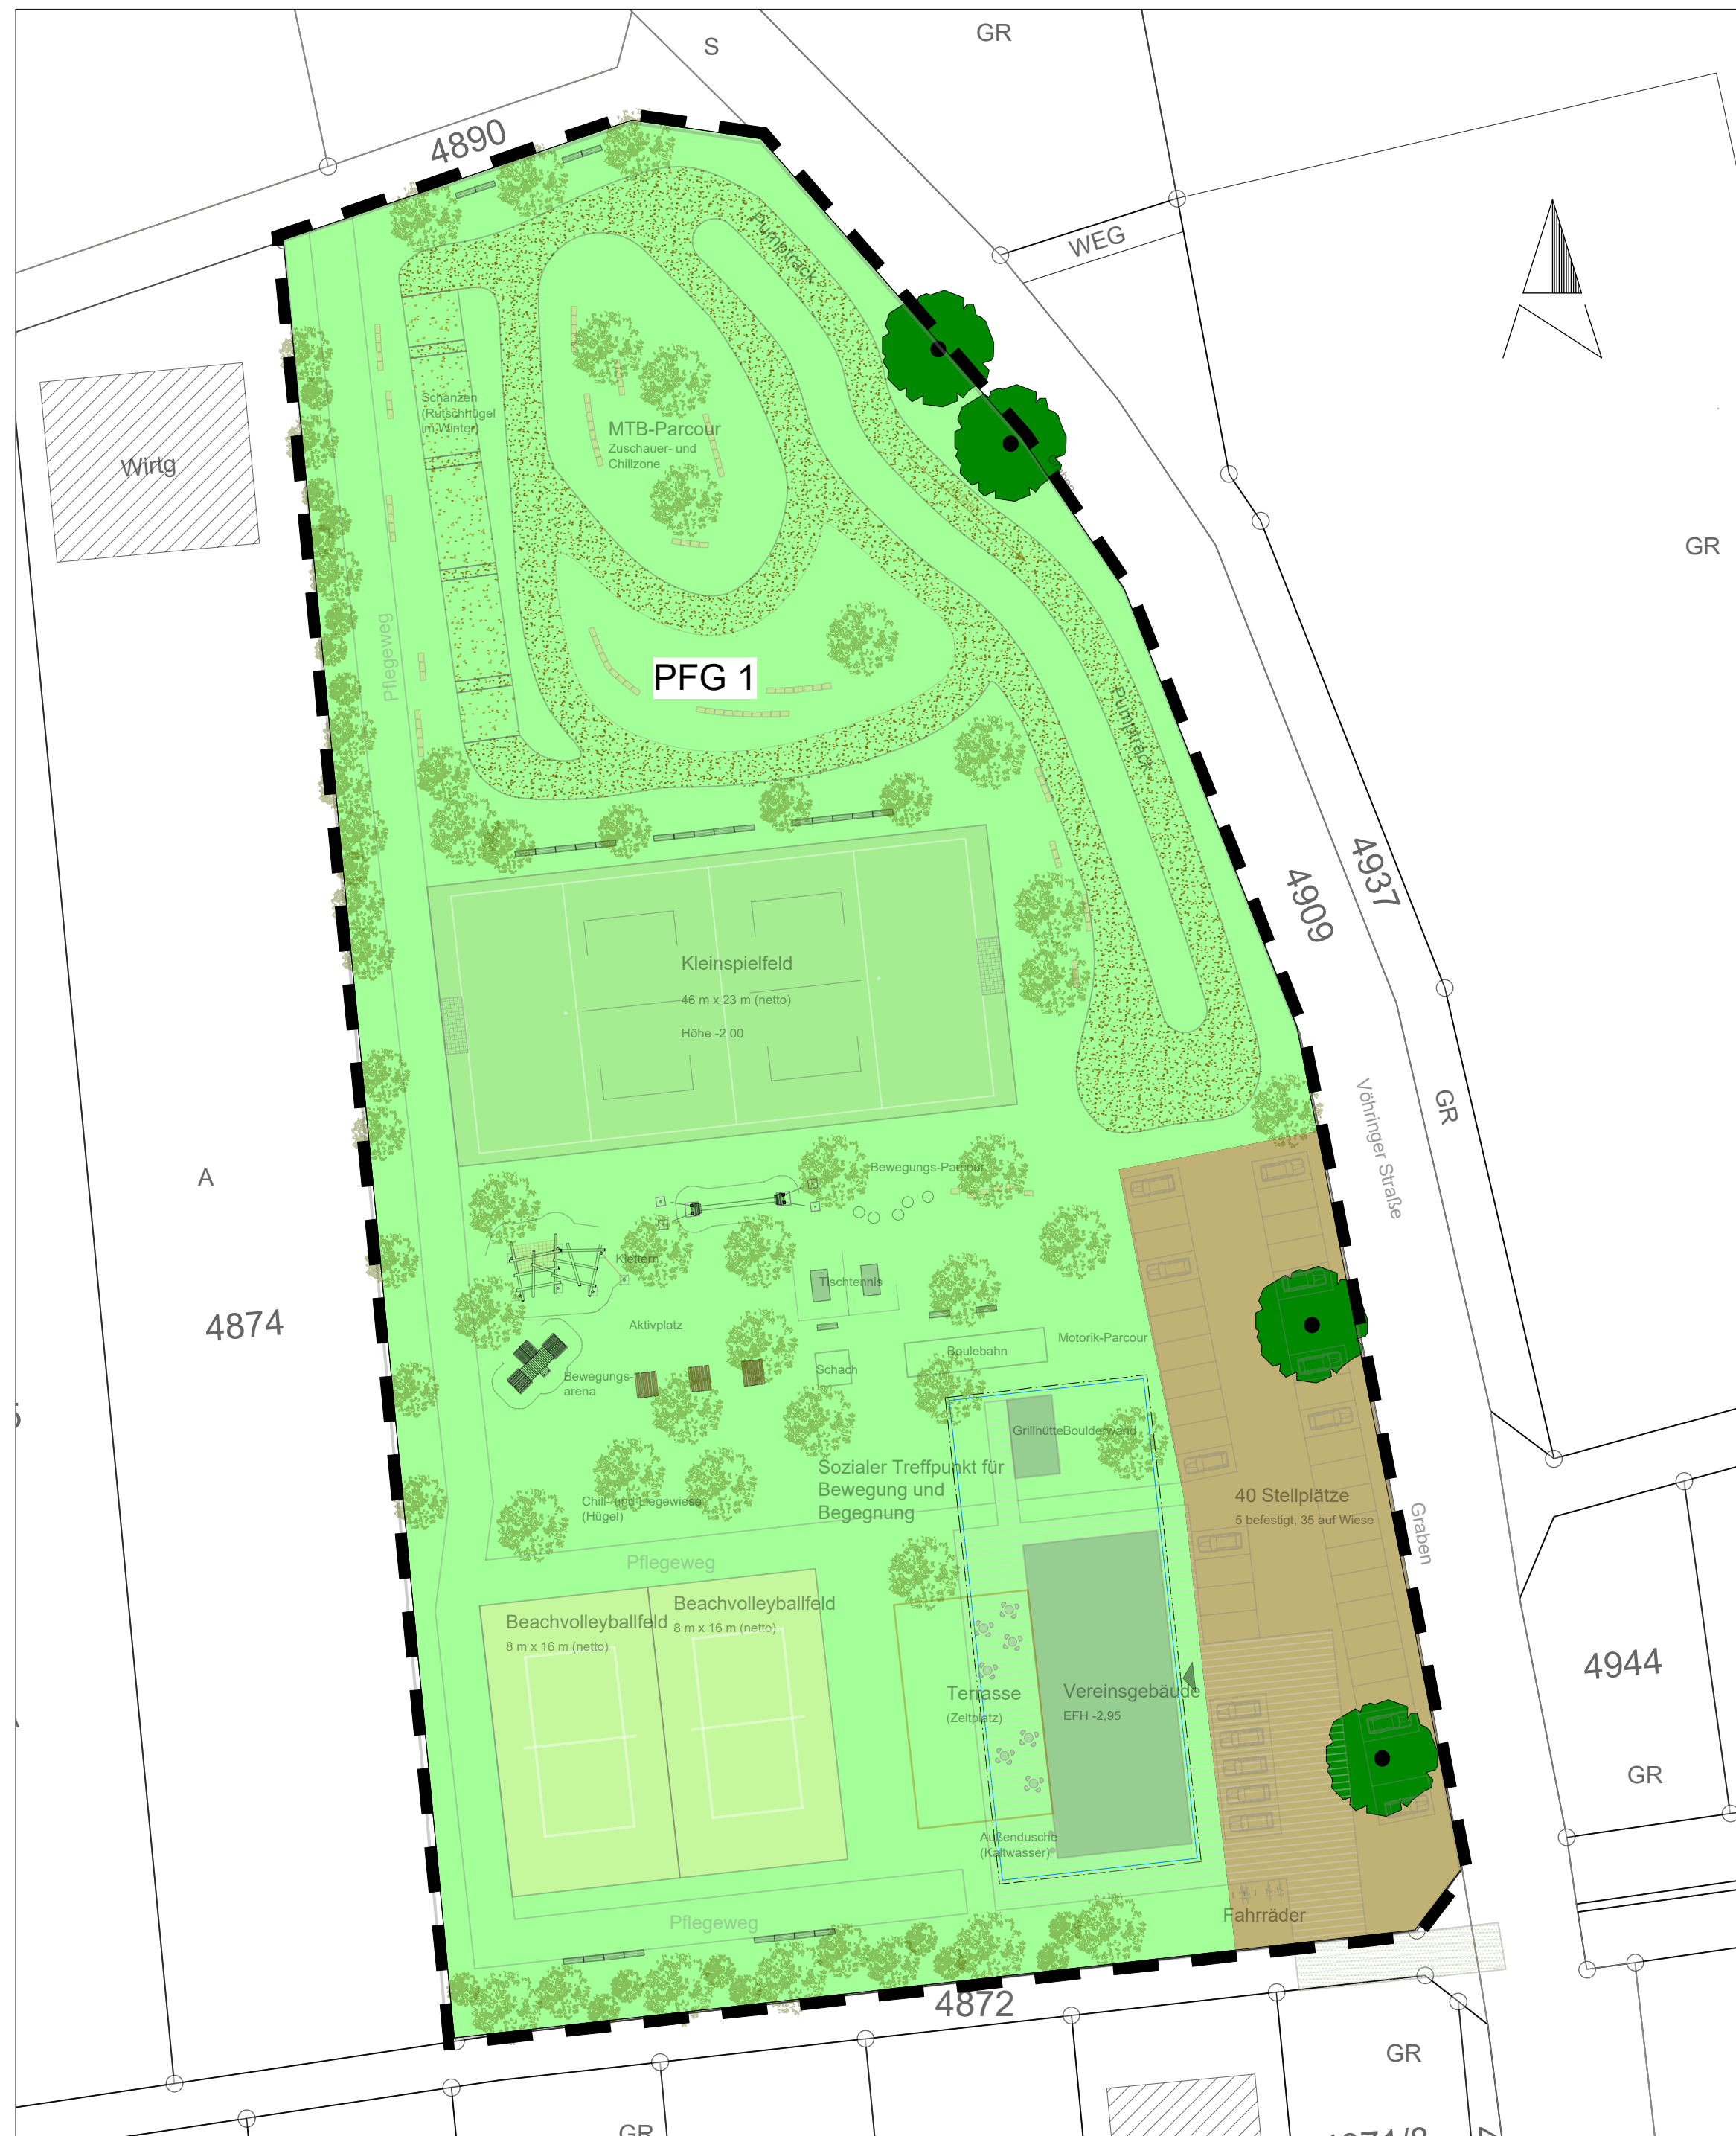 S
GR
4890
WEG
Pumptrack
Wirtg
Schanzen
(Rutschhügel
im Winter)
MTB-Parcour
Zuschauer- und
Chillzone
GR
Pflegeweg
PFG 1
Pumptrack
4937
4909
Kleinspielfeld
46 m x 23 m (netto)
Höhe -2,00
GR
Vöhringer Straße
A
Bewegungs-Parcour
Klettern
Tischtennis
4874
Aktivplatz
Motorik-Parcour
Boulebahn
Schach
Bewegungs-
arena
GrillhütteBoulderwand
Sozialer Treffpunkt für
Bewegung und
Begegnung
Chill- und Liegewiese
(Hügel)
40 Stellplätze
5 befestigt, 35 auf Wiese
Graben
Pflegeweg
Beachvolleyballfeld
8 m x 16 m (netto)
Beachvolleyballfeld
8 m x 16 m (netto)
4944
Terrasse
(Zeltplatz)
Vereinsgebäude
EFH -2,95
GR
Außendusche
(Kaltwasser)
Fahrräder
Pflegeweg
4872
GR
GR